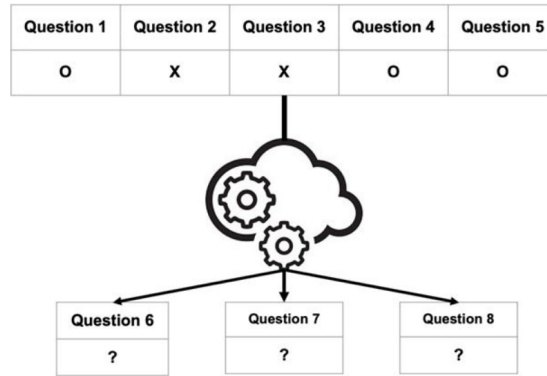 Question 1 Question 2 Question 3 Question 4 Question 5
O X X O O
Question 6 Question 7 Question 8
? ? ?